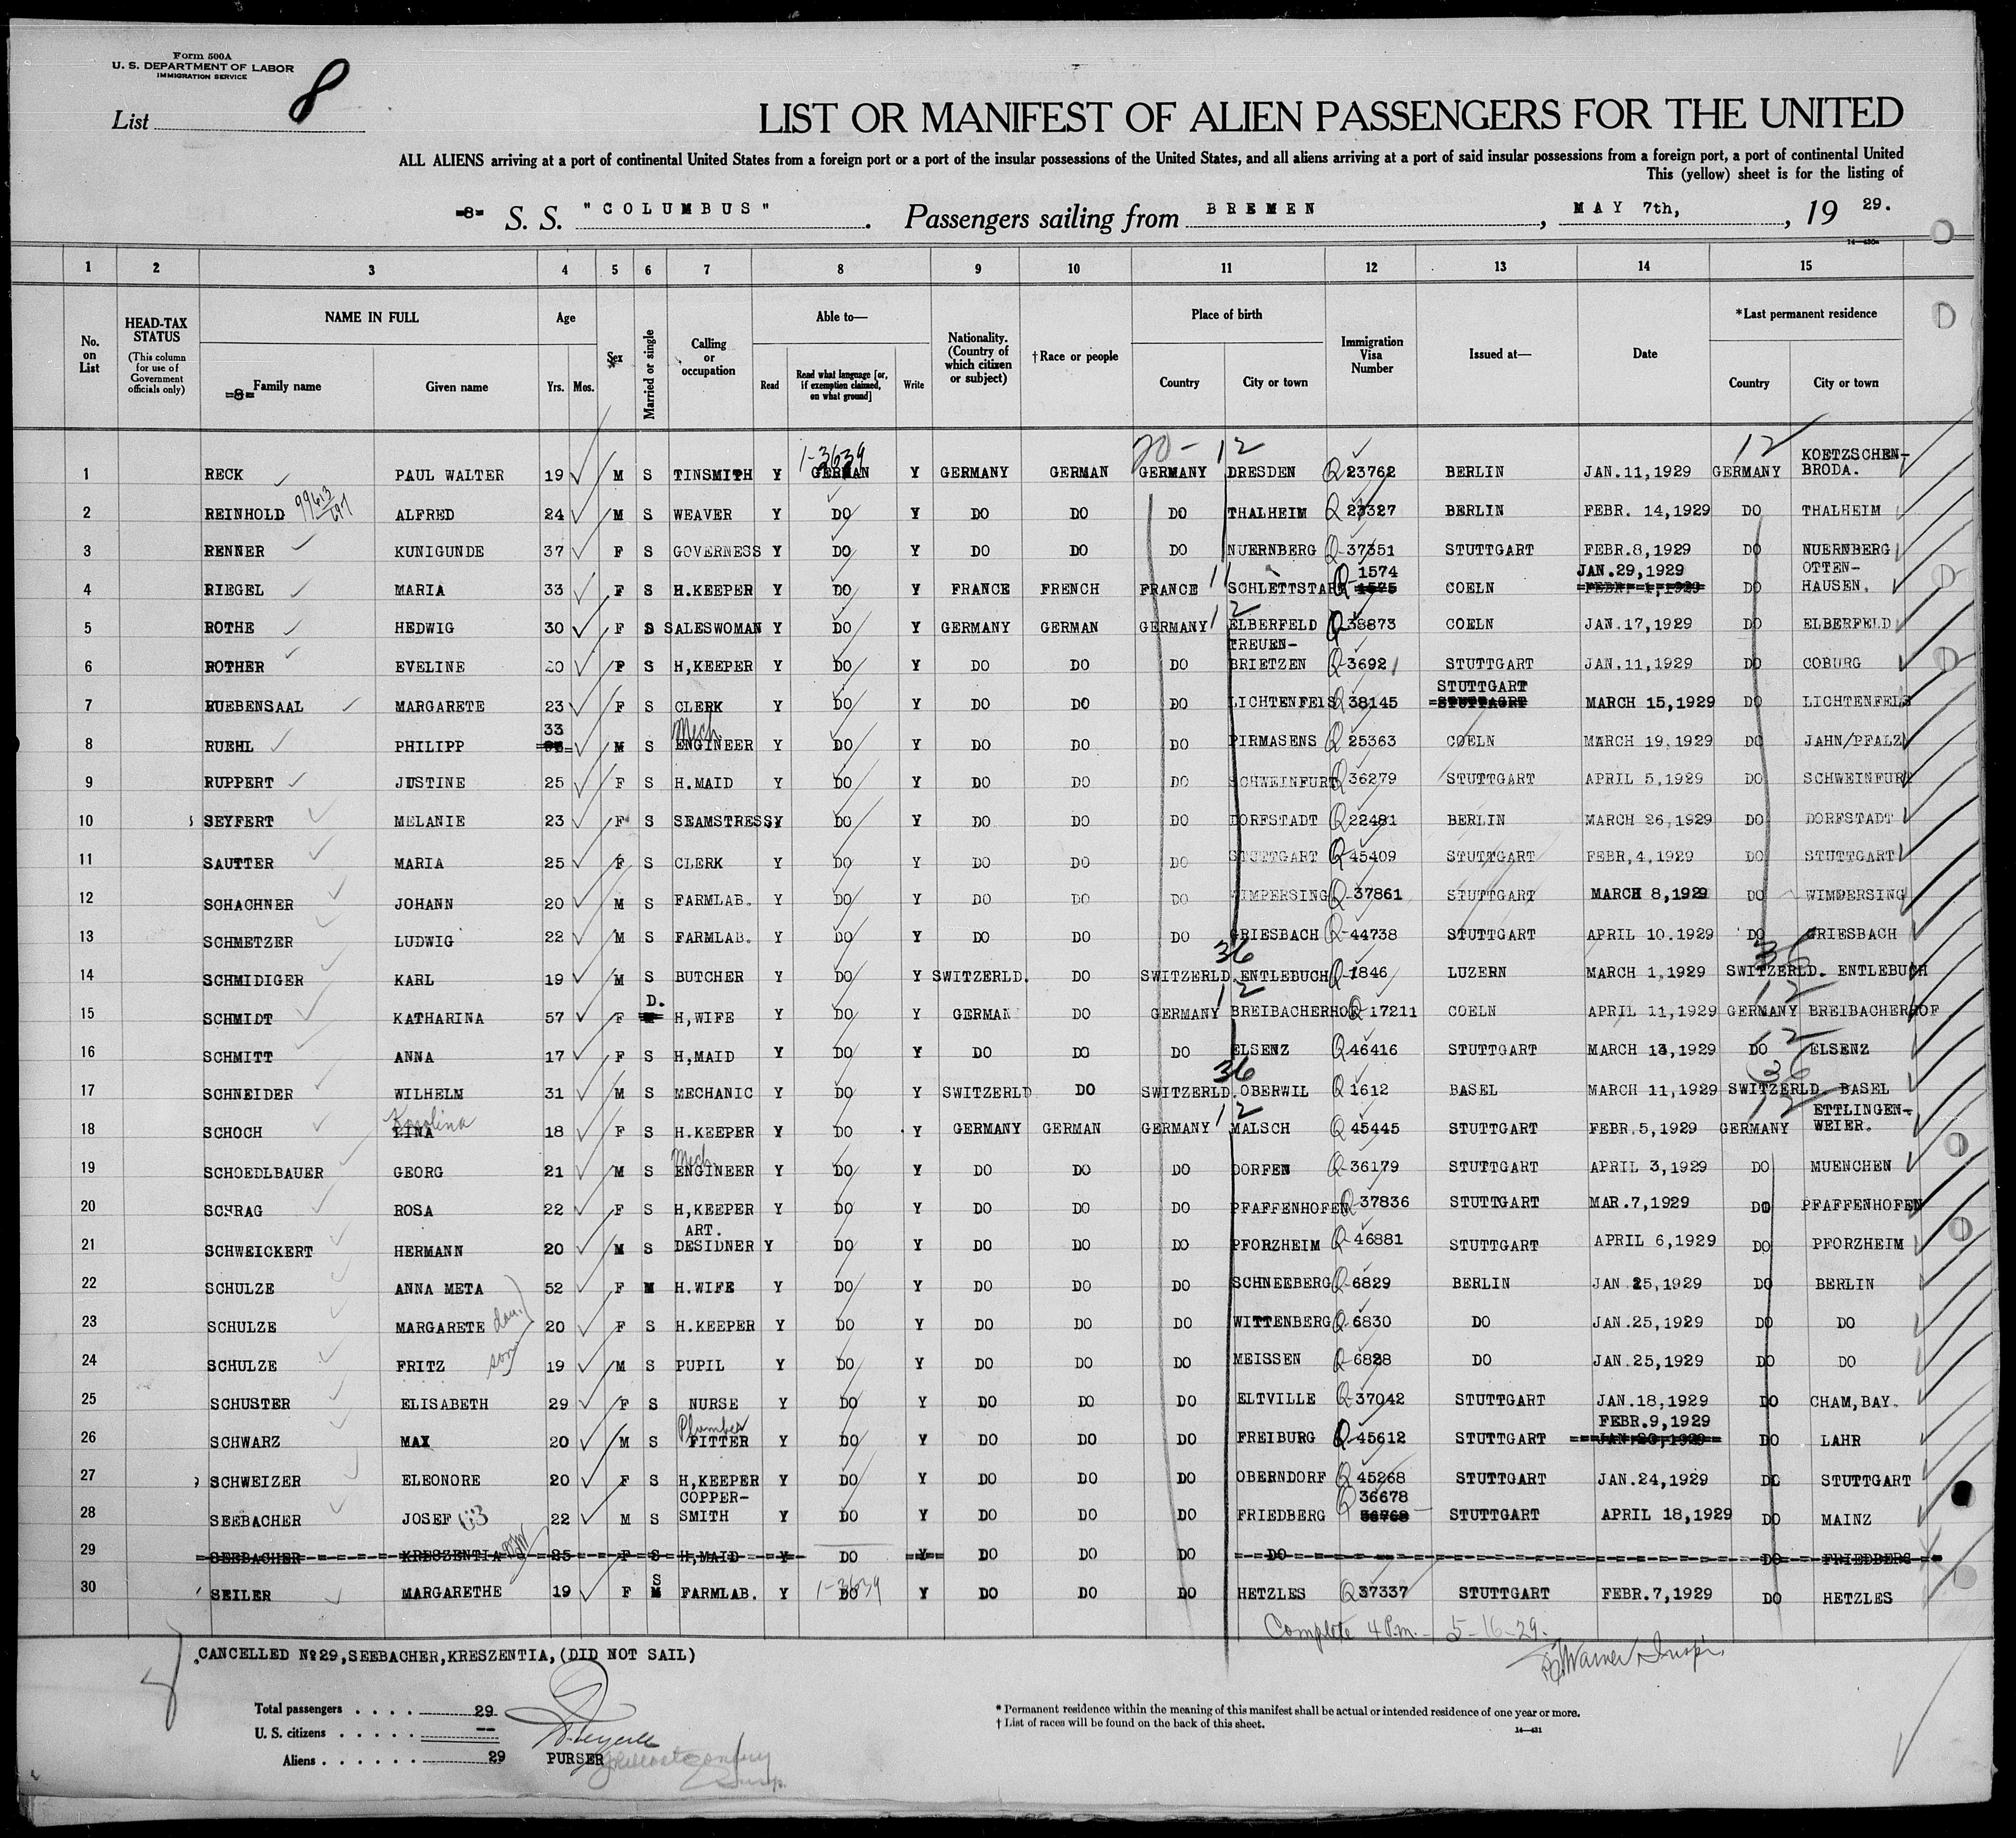 Form 500A
U. S. DEPARTMENT OF LABOR
IMMIGRATION SERVICE
List 8
LIST OR MANIFEST OF ALIEN PASSENGERS FOR THE UNITED
ALL ALIENS arriving at a port of continental United States from a foreign port or a port of the insular possessions of the United States, and all aliens arriving at a port of said insular possessions from a foreign port, a port of continental United
This (yellow) sheet is for the listing of
=8= S. S. "COLUMBUS". Passengers sailing from BREMEN, MAY 7th, , 19 29.
1 2 3 4 5 6 7 8 9 10 11 12 13 14 15
No. on List
HEAD-TAX STATUS (This column for use of Government officials only)
NAME IN FULL Family name Given name =8=
Age Yrs. Mos.
Sex
Married or single
Calling or occupation
Able to— Read Read what language [or, if exemption claimed, on what ground] Write
Nationality. (Country of which citizen or subject)
†Race or people
Place of birth Country City or town
Immigration Visa Number
Issued at—
Date
*Last permanent residence Country City or town
20- 12 12
1 RECK PAUL WALTER 19 M S TINSMITH Y 1-3639 GERMAN Y GERMANY GERMAN GERMANY DRESDEN Q 23762 BERLIN JAN.11,1929 GERMANY KOETZSCHEN-BRODA.
2 REINHOLD ALFRED 24 M S WEAVER Y DO Y DO DO DO THALHEIM Q 23327 BERLIN FEBR. 14,1929 DO THALHEIM
3 RENNER KUNIGUNDE 37 F S GOVERNESS Y DO Y DO DO DO NUERNBERG Q 37351 STUTTGART FEBR.8,1929 DO NUERNBERG
4 RIEGEL MARIA 33 F S H.KEEPER Y DO Y FRANCE FRENCH FRANCE 11 SCHLETTSTADT Q 1574 1575 COELN JAN.29,1929 FEBR. 1,1929 DO OTTEN-HAUSEN.
5 ROTHE HEDWIG 30 F S SALESWOMAN Y DO Y GERMANY GERMAN GERMANY 12 ELBERFELD Q 38873 COELN JAN.17,1929 DO ELBERFELD
6 ROTHER EVELINE 20 F S H,KEEPER Y DO Y DO DO DO TREUEN-BRIETZEN Q 3692 STUTTGART JAN.11,1929 DO COBURG
7 RUEBENSAAL MARGARETE 23 F S CLERK Y DO Y DO DO DO LICHTENFELS Q 38145 STUTTGART STUTTAGRT MARCH 15,1929 DO LICHTENFELS
8 RUEHL PHILIPP 33 M S Mech. ENGINEER Y DO Y DO DO DO PIRMASENS Q 25363 COELN MARCH 19,1929 DO JAHN/PFALZ
9 RUPPERT JUSTINE 25 F S H.MAID Y DO Y DO DO DO SCHWEINFURT Q 36279 STUTTGART APRIL 5,1929 DO SCHWEINFURT
10 SEYFERT MELANIE 23 F S SEAMSTRESS Y DO Y DO DO DO DORFSTADT Q 22481 BERLIN MARCH 26,1929 DO DORFSTADT
11 SAUTTER MARIA 25 F S CLERK Y DO Y DO DO DO STUTTGART Q 45409 STUTTGART FEBR,4,1929 DO STUTTGART
12 SCHACHNER JOHANN 20 M S FARMLAB. Y DO Y DO DO DO WIMPERSING Q 37861 STUTTGART MARCH 8,1929 DO WIMPERSING
13 SCHMETZER LUDWIG 22 M S FARMLAB. Y DO Y DO DO DO GRIESBACH Q 44738 STUTTGART APRIL 10.1929 DO GRIESBACH
14 SCHMIDIGER KARL 19 M S BUTCHER Y DO Y SWITZERLD. DO SWITZERLD. 36 ENTLEBUCH Q 1846 LUZERN MARCH 1,1929 36 SWITZERLD. ENTLEBUCH
15 SCHMIDT KATHARINA 57 F D. H,WIFE Y DO Y GERMAN DO GERMANY 12 BREIBACHERHOF Q 17211 COELN APRIL 11,1929 12 GERMANY BREIBACHERHOF
16 SCHMITT ANNA 17 F S H,MAID Y DO Y DO DO DO ELSENZ Q 46416 STUTTGART MARCH 13,1929 DO 12 ELSENZ
17 SCHNEIDER WILHELM 31 M S MECHANIC Y DO Y SWITZERLD DO SWITZERLD. 36 OBERWIL Q 1612 BASEL MARCH 11,1929 36 SWITZERLD. BASEL
18 SCHOCH Karolina LINA 18 F S H.KEEPER Y DO Y GERMANY GERMAN GERMANY 12 MALSCH Q 45445 STUTTGART FEBR.5,1929 12 GERMANY ETTLINGEN-WEIER.
19 SCHOEDLBAUER GEORG 21 M S Mech. ENGINEER Y DO Y DO DO DO DORFEN Q 36179 STUTTGART APRIL 3,1929 DO MUENCHEN
20 SCHRAG ROSA 22 F S H,KEEPER Y DO Y DO DO DO PFAFFENHOFEN Q 37836 STUTTGART MAR.7,1929 DO PFAFFENHOFEN
21 SCHWEICKERT HERMANN 20 M S ART. DESIDNER Y DO Y DO DO DO PFORZHEIM Q 46881 STUTTGART APRIL 6,1929 DO PFORZHEIM
22 SCHULZE ANNA META 52 F M H.WIFE Y DO Y DO DO DO SCHNEEBERG Q 6829 BERLIN JAN 25,1929 DO BERLIN
23 SCHULZE MARGARETE dau. 20 F S H.KEEPER Y DO Y DO DO DO WITTENBERG Q 6830 DO JAN.25,1929 DO DO
24 SCHULZE FRITZ son 19 M S PUPIL Y DO Y DO DO DO MEISSEN Q 6828 DO JAN.25,1929 DO DO
25 SCHUSTER ELISABETH 29 F S NURSE Y DO Y DO DO DO ELTVILLE Q 37042 STUTTGART JAN.18,1929 DO CHAM,BAY.
26 SCHWARZ MAX 20 M S Plumber FITTER Y DO Y DO DO DO FREIBURG Q 45612 STUTTGART FEBR.9,1929 DO LAHR
27 SCHWEIZER ELEONORE 20 F S H,KEEPER Y DO Y DO DO DO OBERNDORF Q 45268 STUTTGART JAN.24,1929 DO STUTTGART
28 SEEBACHER JOSEF 22 M S COPPER-SMITH Y DO Y DO DO DO FRIEDBERG Q 36678 36768 STUTTGART APRIL 18,1929 DO MAINZ
29 SEEBACHER KRESZENTIA 25 F S H,MAID Y DO Y DO DO DO DO DO FRIEDBERG
30 SEILER MARGARETHE 19 F S M FARMLAB. Y 1-3639 DO Y DO DO DO HETZLES Q 37337 STUTTGART FEBR.7,1929 DO HETZLES
Complete 4 P.m. - 5-16-29.
Warner Insp'r.
CANCELLED №29,SEEBACHER,KRESZENTIA,(DID NOT SAIL)
Total passengers . . . . 29
U. S. citizens . . . . . --
Aliens . . . . . . 29 PURSER
* Permanent residence within the meaning of this manifest shall be actual or intended residence of one year or more.
† List of races will be found on the back of this sheet.
14—431